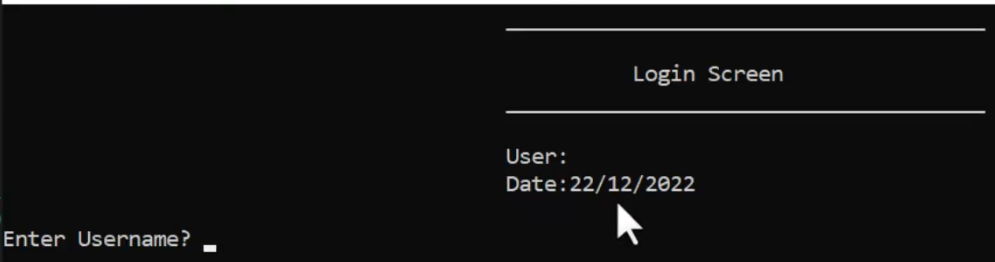 Login Screen
User:
Date:22/12/2022
Enter Username?